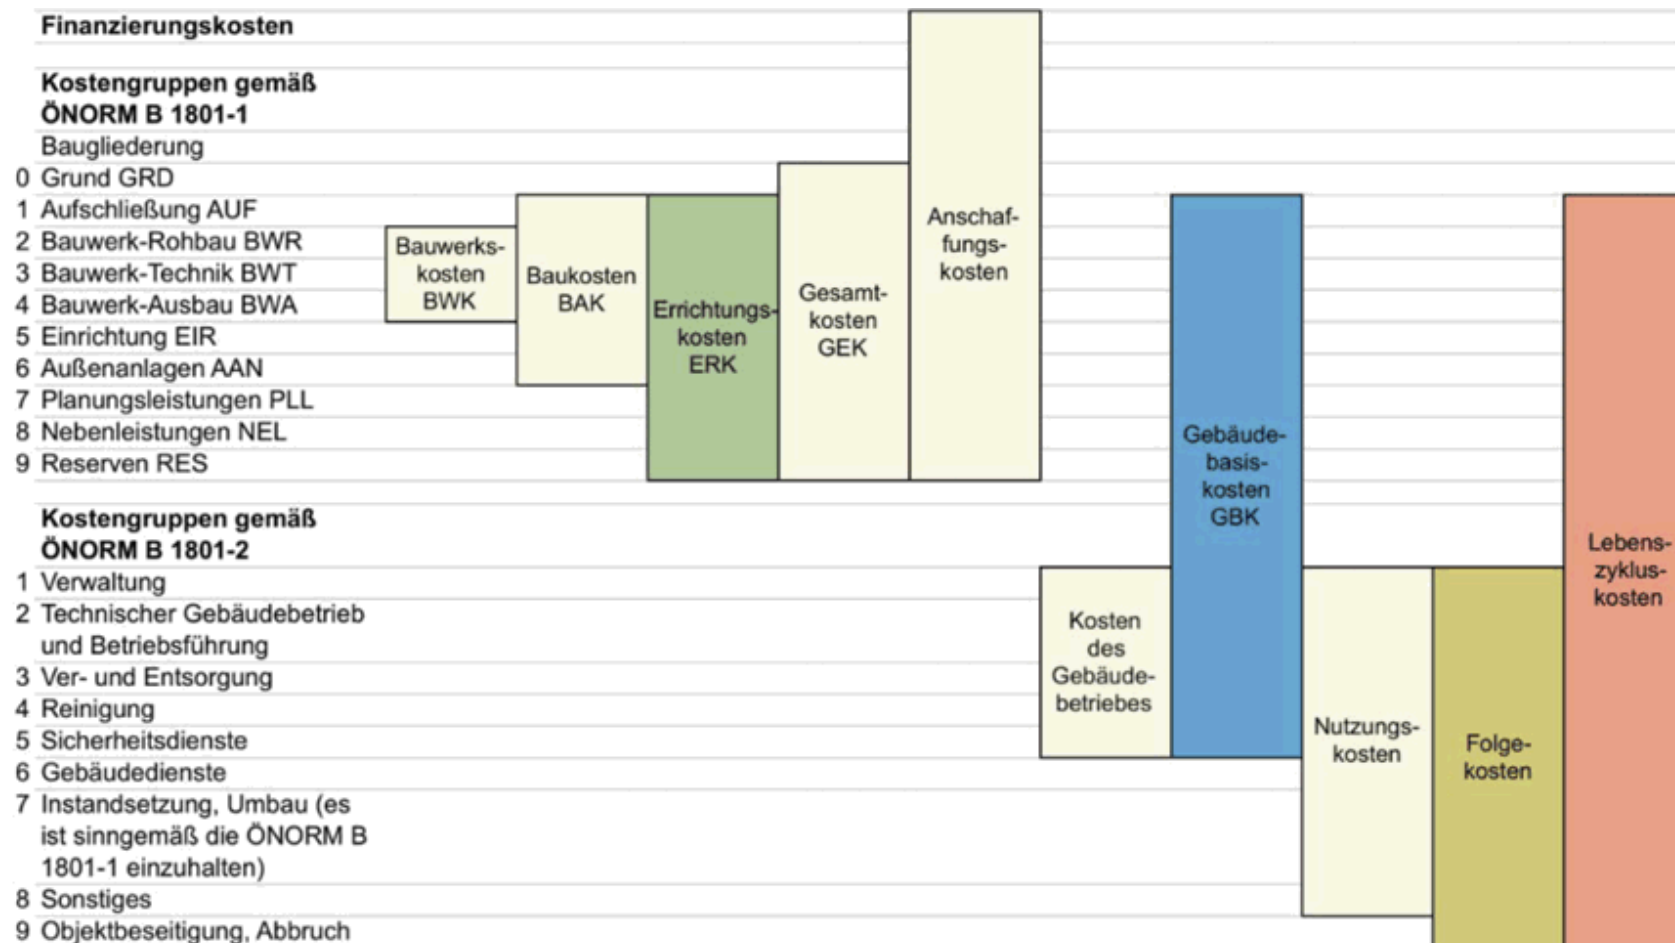 Finanzierungskosten
Kostengruppen gemäß
ÖNORM B 1801-1
Baugliederung
0 Grund GRD
1 Aufschließung AUF
2 Bauwerk-Rohbau BWR
3 Bauwerk-Technik BWT
4 Bauwerk-Ausbau BWA
5 Einrichtung EIR
6 Außenanlagen AAN
7 Planungsleistungen PLL
8 Nebenleistungen NEL
9 Reserven RES
Kostengruppen gemäß
ÖNORM B 1801-2
1 Verwaltung
2 Technischer Gebäudebetrieb
und Betriebsführung
3 Ver- und Entsorgung
4 Reinigung
5 Sicherheitsdienste
6 Gebäudedienste
7 Instandsetzung, Umbau (es
ist sinngemäß die ÖNORM B
1801-1 einzuhalten)
8 Sonstiges
9 Objektbeseitigung, Abbruch
Bauwerks-
kosten
BWK
Baukosten
BAK
Errichtungs-
kosten
ERK
Gesamt-
kosten
GEK
Anschaf-
fungs-
kosten
Kosten
des
Gebäude-
betriebes
Gebäude-
basis-
kosten
GBK
Nutzungs-
kosten
Folge-
kosten
Lebens-
zyklus-
kosten